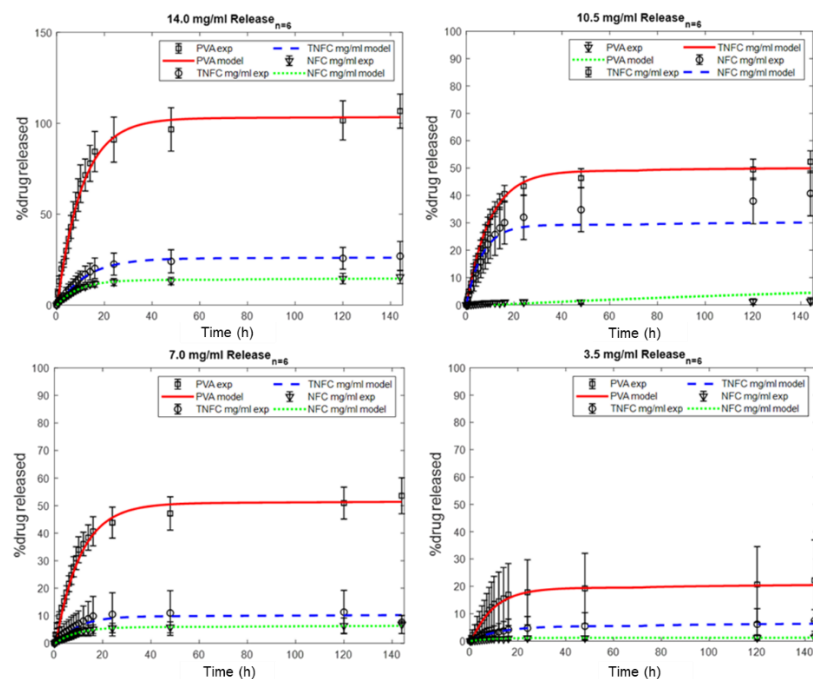 14.0 mg/ml Release n=6
PVA exp TNFC mg/ml model
PVA model NFC mg/ml exp
TNFC mg/ml exp NFC mg/ml model
%drug released
150
100
50
0
0 20 40 60 80 100 120 140
Time (h)
10.5 mg/ml Release n=6
PVA exp TNFC mg/ml model
PVA model NFC mg/ml exp
TNFC mg/ml exp NFC mg/ml model
%drug released
100
90
80
70
60
50
40
30
20
10
0
0 20 40 60 80 100 120 140
Time (h)
7.0 mg/ml Release n=6
PVA exp TNFC mg/ml model
PVA model NFC mg/ml exp
TNFC mg/ml exp NFC mg/ml model
%drug released
100
90
80
70
60
50
40
30
20
10
0
0 20 40 60 80 100 120 140
Time (h)
3.5 mg/ml Release n=6
PVA exp TNFC mg/ml model
PVA model NFC mg/ml exp
TNFC mg/ml exp NFC mg/ml model
%drug released
100
90
80
70
60
50
40
30
20
10
0
0 20 40 60 80 100 120 140
Time (h)